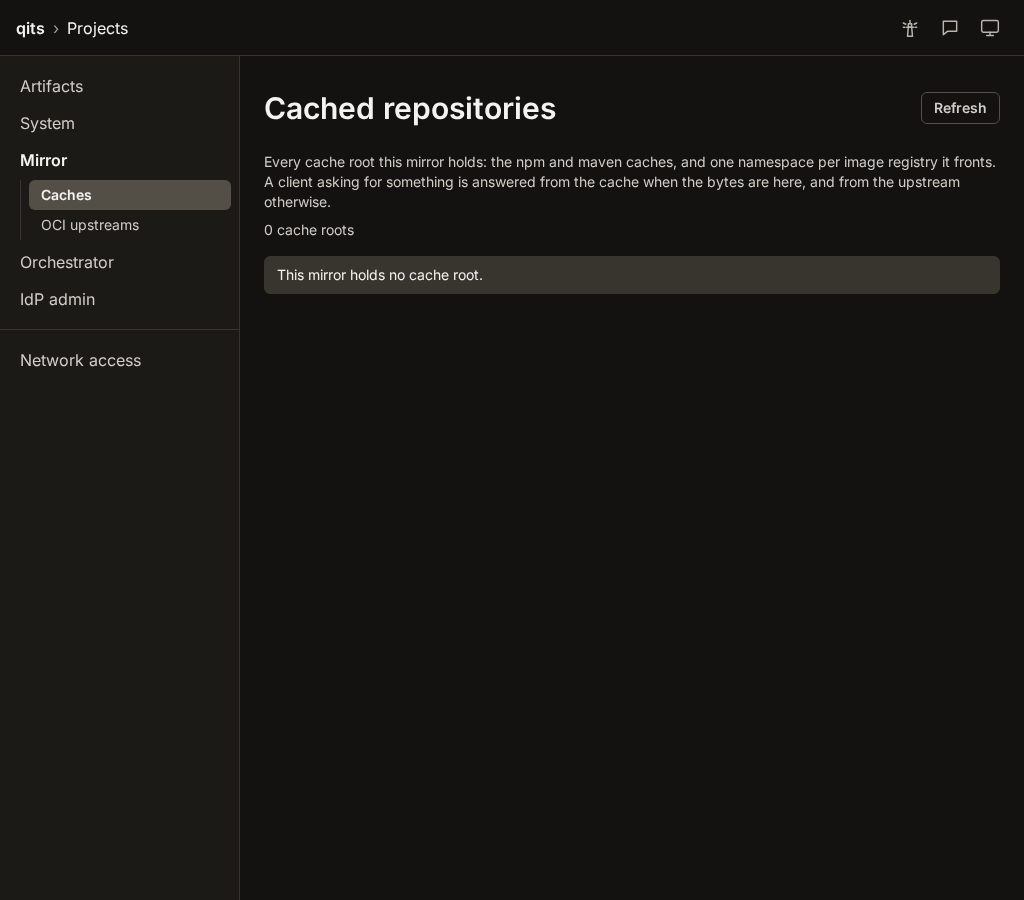 qits › Projects
Artifacts
System
Mirror
Caches
OCI upstreams
Orchestrator
IdP admin
Network access
Cached repositories
Refresh
Every cache root this mirror holds: the npm and maven caches, and one namespace per image registry it fronts.
A client asking for something is answered from the cache when the bytes are here, and from the upstream
otherwise.
0 cache roots
This mirror holds no cache root.